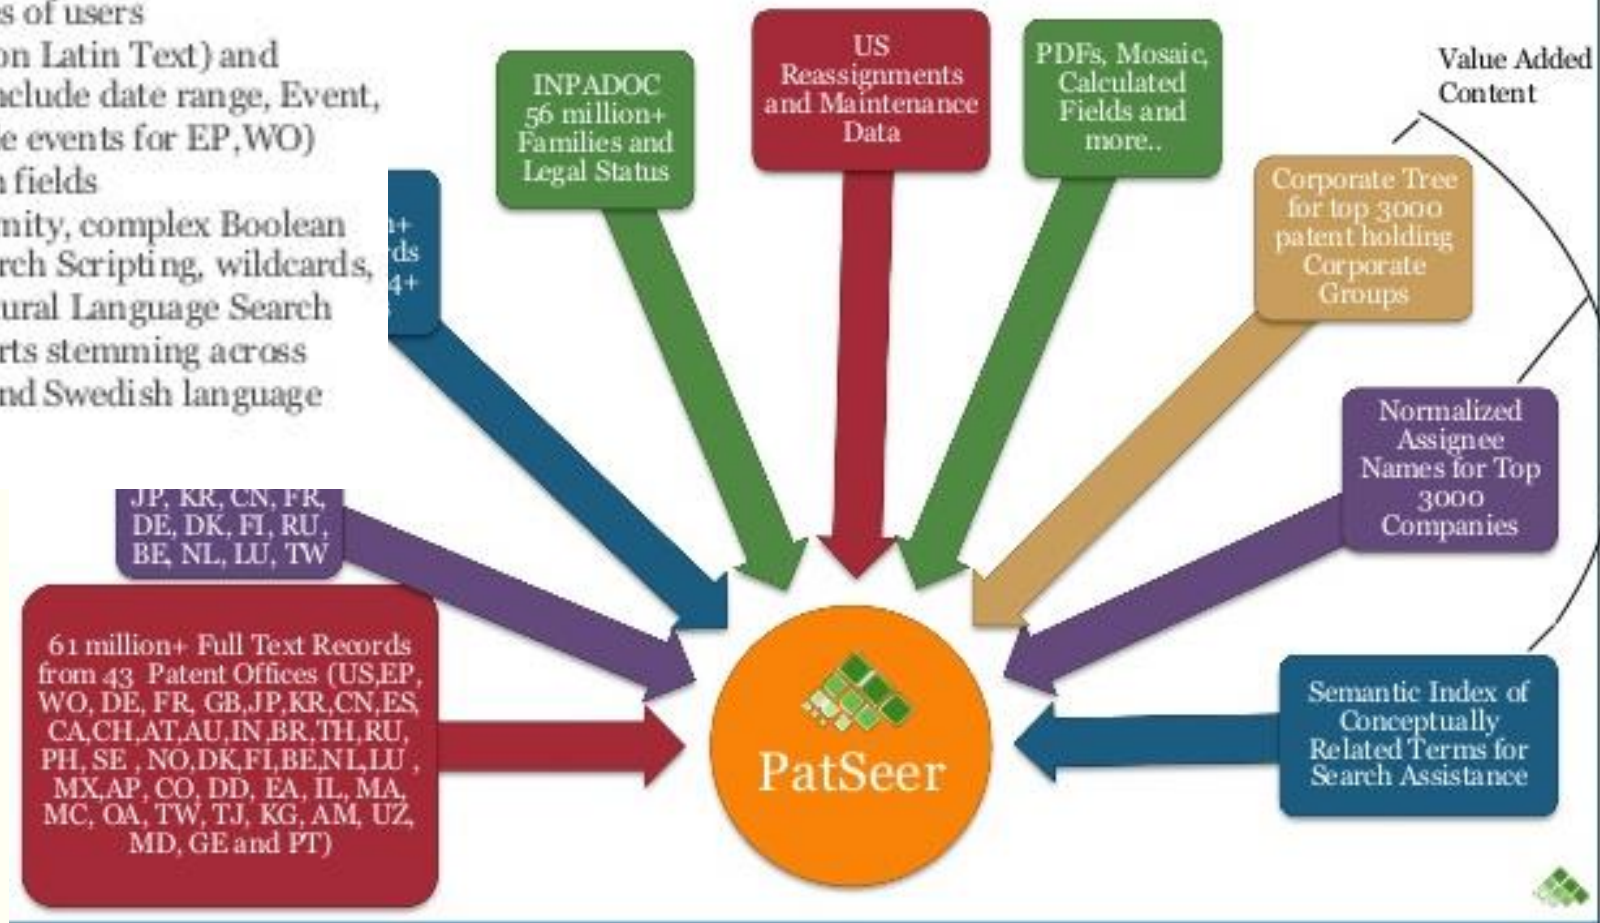 s of users
on Latin Text) and
nclude date range, Event,
e events for EP,WO)
n fields
mity, complex Boolean
rch Scripting, wildcards,
ural Language Search
rts stemming across
nd Swedish language
+
rds
4+
INPADOC
56 million+
Families and
Legal Status
US
Reassignments
and Maintenance
Data
PDFs, Mosaic,
Calculated
Fields and
more..
Value Added
Content
Corporate Tree
for top 3000
patent holding
Corporate
Groups
Normalized
Assignee
Names for Top
3000
Companies
Semantic Index of
Conceptually
Related Terms for
Search Assistance
JP, KR, CN, FR,
DE, DK, FI, RU,
BE, NL, LU, TW
61 million+ Full Text Records
from 43 Patent Offices (US,EP,
WO, DE, FR, GB,JP,KR,CN,ES,
CA,CH,AT,AU,IN,BR,TH,RU,
PH, SE , NO,DK,FI,BE,NL,LU ,
MX,AP, CO, DD, EA, IL, MA,
MC, OA, TW, TJ, KG, AM, UZ,
MD, GE and PT)
PatSeer